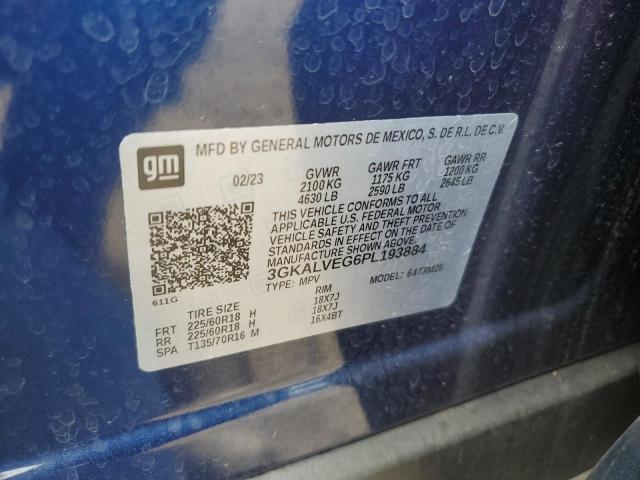 gm
MFD BY GENERAL MOTORS DE MEXICO, S. DE R.L. DE C.V.
02/23 GVWR GAWR FRT GAWR RR
2100 KG 1175 KG 1200 KG
4630 LB 2590 LB 2645 LB
THIS VEHICLE CONFORMS TO ALL
APPLICABLE U.S. FEDERAL MOTOR
VEHICLE SAFETY AND THEFT PREVENTION
STANDARDS IN EFFECT ON THE DATE OF
MANUFACTURE SHOWN ABOVE.
3GKALVEG6PL193884
TYPE: MPV MODEL: 64TXM26
611G
TIRE SIZE RIM
FRT 225/60R18 H 18X7J
RR 225/60R18 H 18X7J
SPA T135/70R16 M 16X4BT